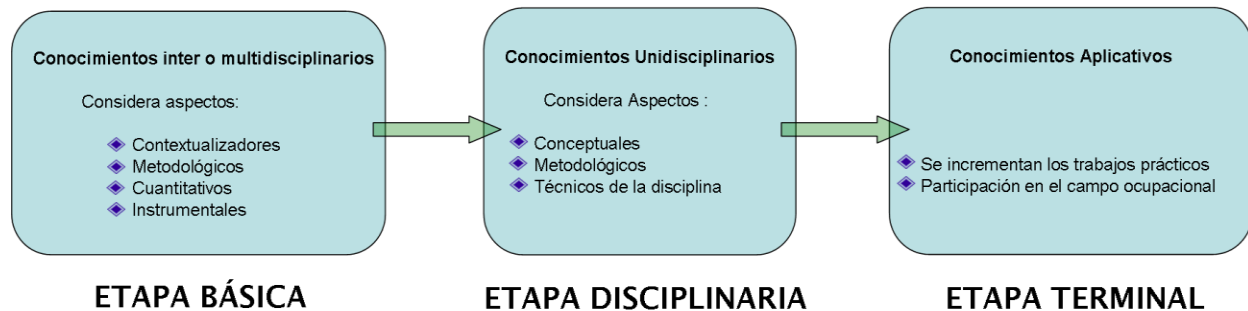 Conocimientos inter o multidisciplinarios
Considera aspectos:
Contextualizadores
Metodológicos
Cuantitativos
Instrumentales
ETAPA BÁSICA
Conocimientos Unidisciplinarios
Considera Aspectos :
Conceptuales
Metodológicos
Técnicos de la disciplina
ETAPA DISCIPLINARIA
Conocimientos Aplicativos
Se incrementan los trabajos prácticos
Participación en el campo ocupacional
ETAPA TERMINAL